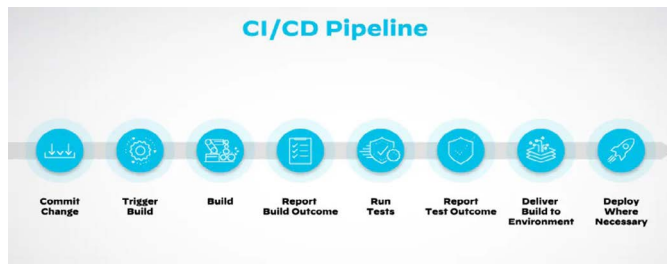 CI/CD Pipeline
Commit
Change
Trigger
Build
Build
Report
Build Outcome
Run
Tests
Report
Test Outcome
Deliver
Build to
Environment
Deploy
Where
Necessary